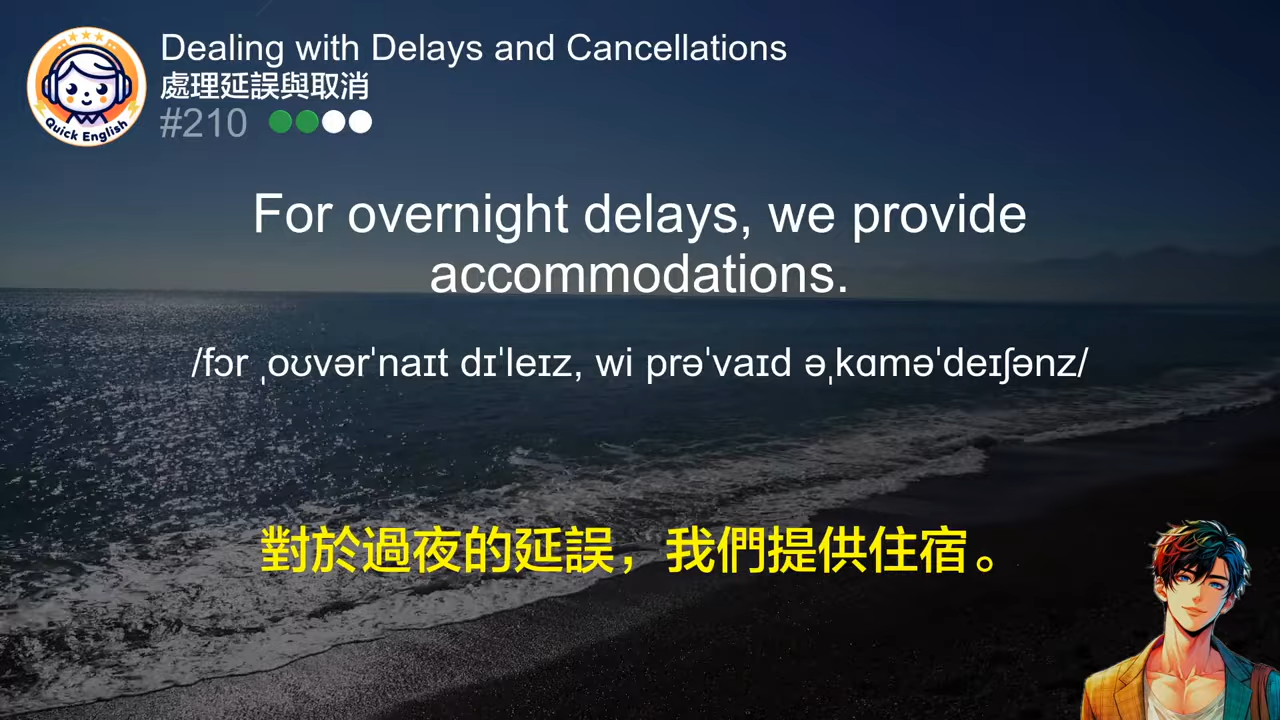 Dealing with Delays and Cancellations
處理延誤與取消
#210
Quick English
For overnight delays, we provide
accommodations.
/fɔr ˌoʊvərˈnaɪt dɪˈleɪz, wi prəˈvaɪd əˌkɑməˈdeɪʃənz/
對於過夜的延誤，我們提供住宿。